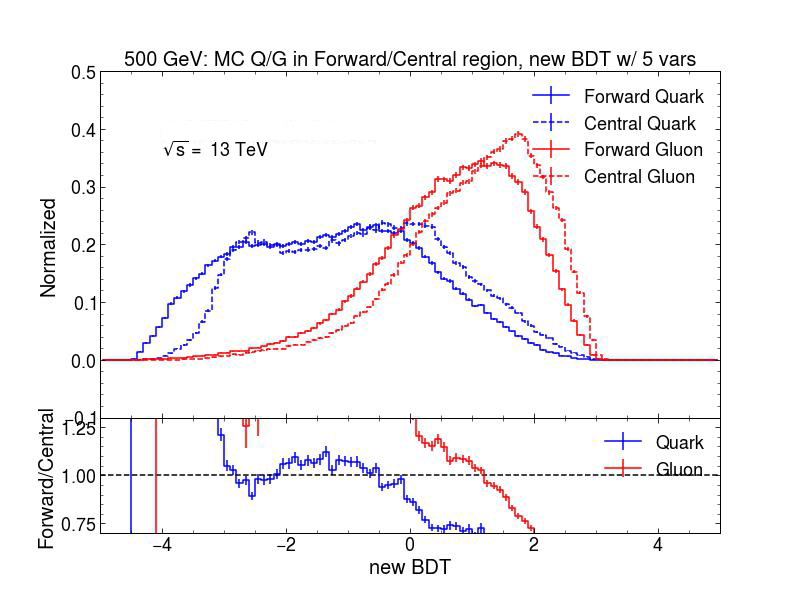 500 GeV: MC Q/G in Forward/Central region, new BDT w/ 5 vars
0.5
0.4
0.3
0.2
0.1
0.0
−0.1
Normalized
√s = 13 TeV
Forward Quark
Central Quark
Forward Gluon
Central Gluon
1.25
1.00
0.75
Forward/Central
Quark
Gluon
−4 −2 0 2 4
new BDT